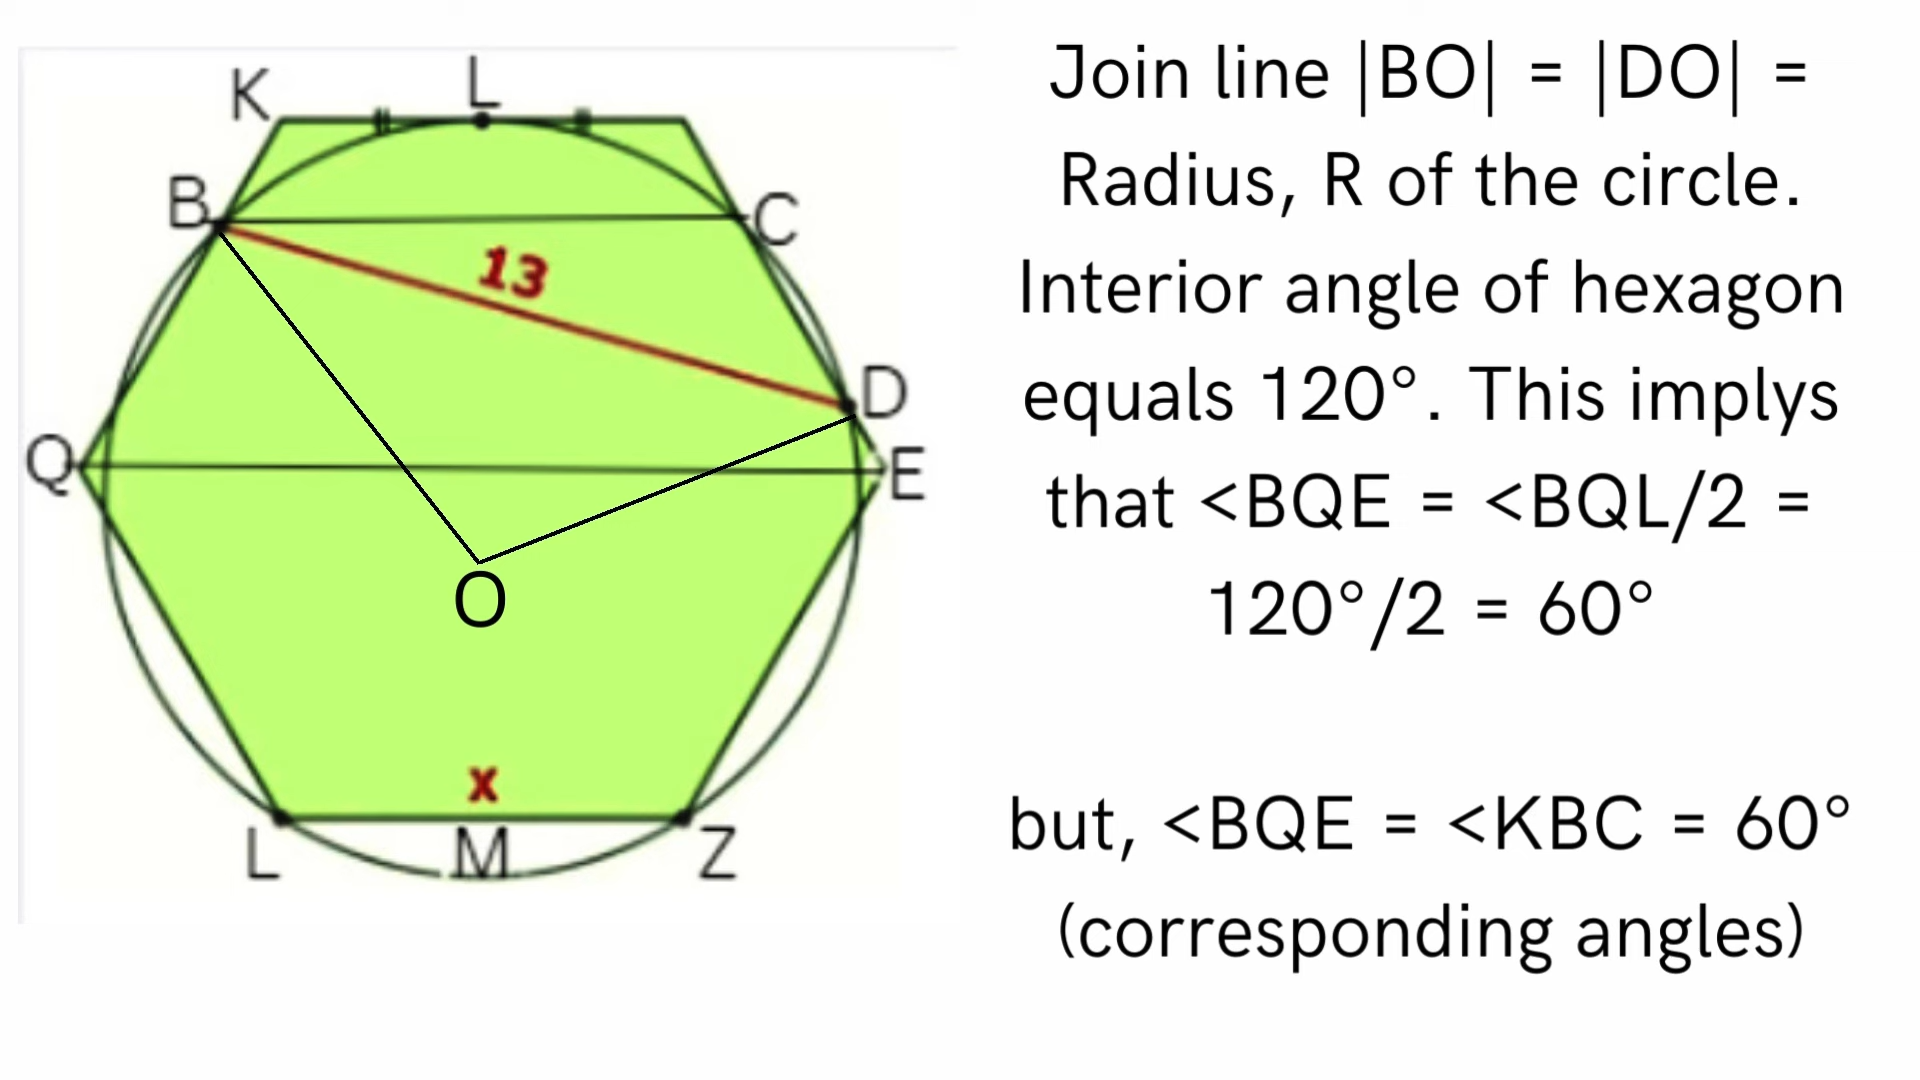 K
L
B
C
13
D
Q
E
O
x
L
M
Z
Join line |BO| = |DO| =
Radius, R of the circle.
Interior angle of hexagon
equals 120°. This implys
that <BQE = <BQL/2 =
120°/2 = 60°
but, <BQE = <KBC = 60°
(corresponding angles)